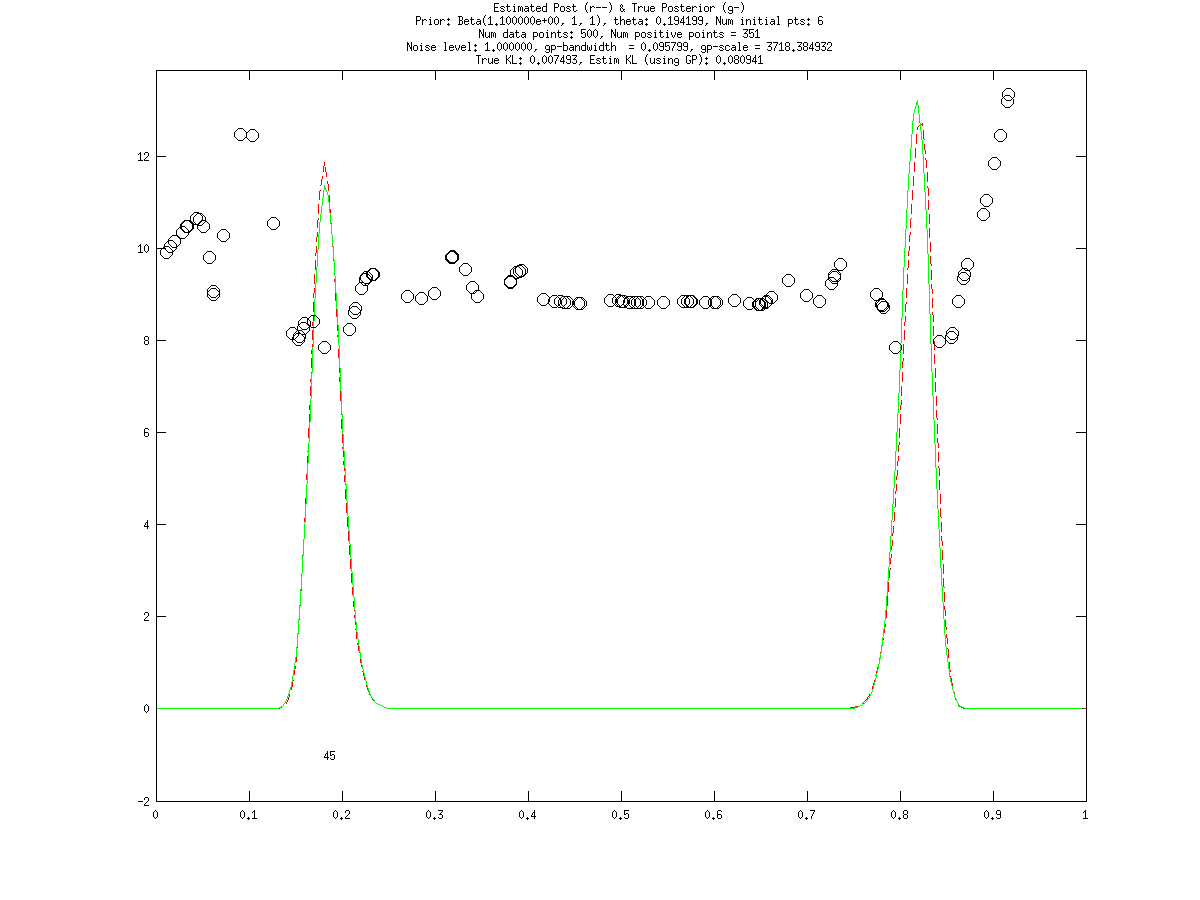 Estimated Post (r--) & True Posterior (g-)
Prior: Beta(1.100000e+00, 1, 1), theta: 0.194199, Num initial pts: 6
Num data points: 500, Num positive points = 351
Noise level: 1.000000, gp-bandwidth  = 0.095799, gp-scale = 3718.384932
True KL: 0.007493, Estim KL (using GP): 0.080941
12
10
8
6
4
2
0
45
-2
0 0.1 0.2 0.3 0.4 0.5 0.6 0.7 0.8 0.9 1